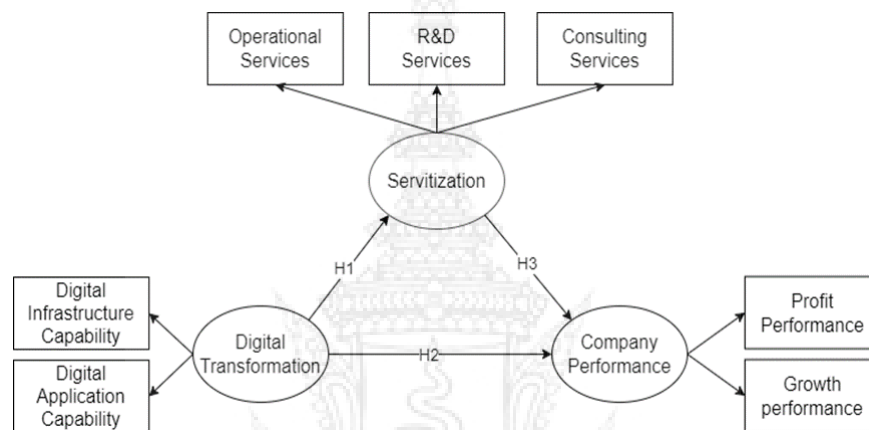 Operational
Services
R&D
Services
Consulting
Services
Servitization
H1
H3
Digital
Infrastructure
Capability
Digital
Application
Capability
Digital
Transformation
H2
Company
Performance
Profit
Performance
Growth
performance